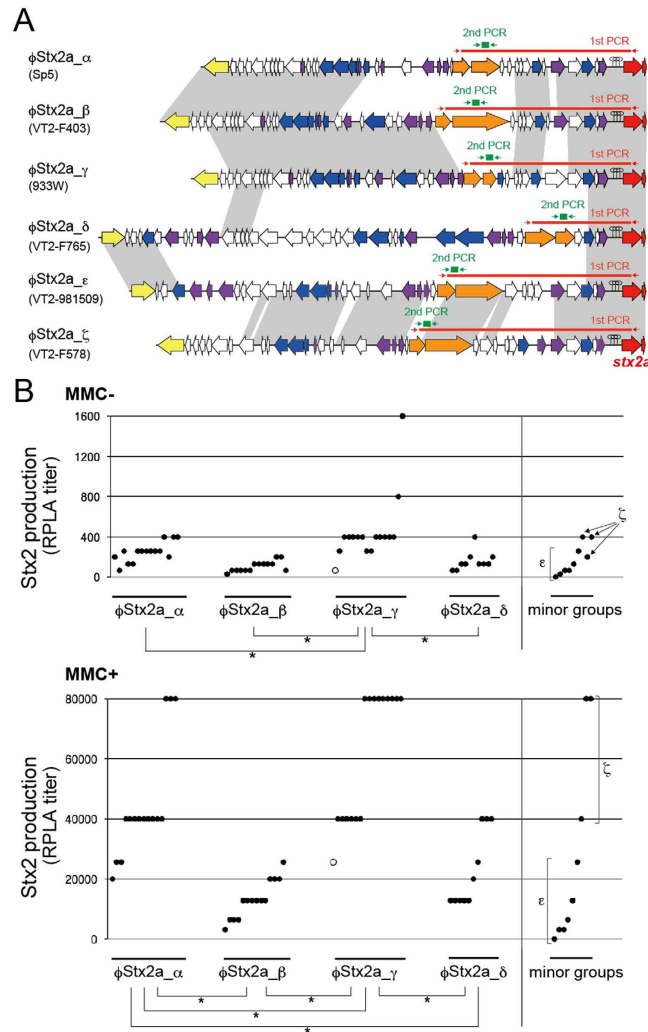 A
2nd PCR
1st PCR
ϕStx2a_α
(Sp5)
2nd PCR
1st PCR
ϕStx2a_β
(VT2-F403)
2nd PCR
1st PCR
ϕStx2a_γ
(933W)
2nd PCR
1st PCR
ϕStx2a_δ
(VT2-F765)
2nd PCR
1st PCR
ϕStx2a_ε
(VT2-981509)
2nd PCR
1st PCR
ϕStx2a_ζ
(VT2-F578)
stx2a
B
MMC-
Stx2 production
(RPLA titer)
1600
1200
800
400
0
ζ
ε
ϕStx2a_α ϕStx2a_β ϕStx2a_γ ϕStx2a_δ minor groups
* *
*
MMC+
Stx2 production
(RPLA titer)
80000
60000
40000
20000
0
ζ
ε
ϕStx2a_α ϕStx2a_β ϕStx2a_γ ϕStx2a_δ minor groups
* * *
*
*